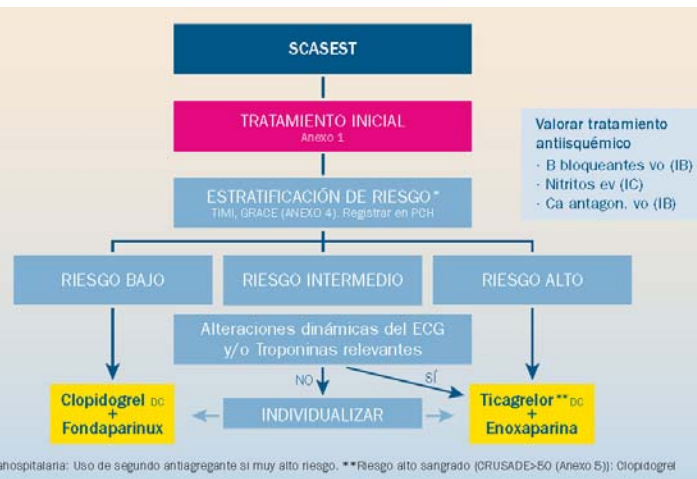 SCASEST
TRATAMIENTO INICIAL
Anexo 1
Valorar tratamiento
antiisquémico
· B bloqueantes vo (IB)
· Nitritos ev (IC)
· Ca antagon. vo (IB)
ESTRATIFICACIÓN DE RIESGO*
TIMI, GRACE (ANEXO 4). Registrar en PCH
RIESGO BAJO
RIESGO INTERMEDIO
RIESGO ALTO
Alteraciones dinámicas del ECG
y/o Troponinas relevantes
NO
SÍ
Clopidogrel DC
+
Fondaparinux
INDIVIDUALIZAR
Ticagrelor** DC
+
Enoxaparina
ahospitalaria: Uso de segundo antiagregante si muy alto riesgo. **Riesgo alto sangrado (CRUSADE>50 (Anexo 5)): Clopidogrel